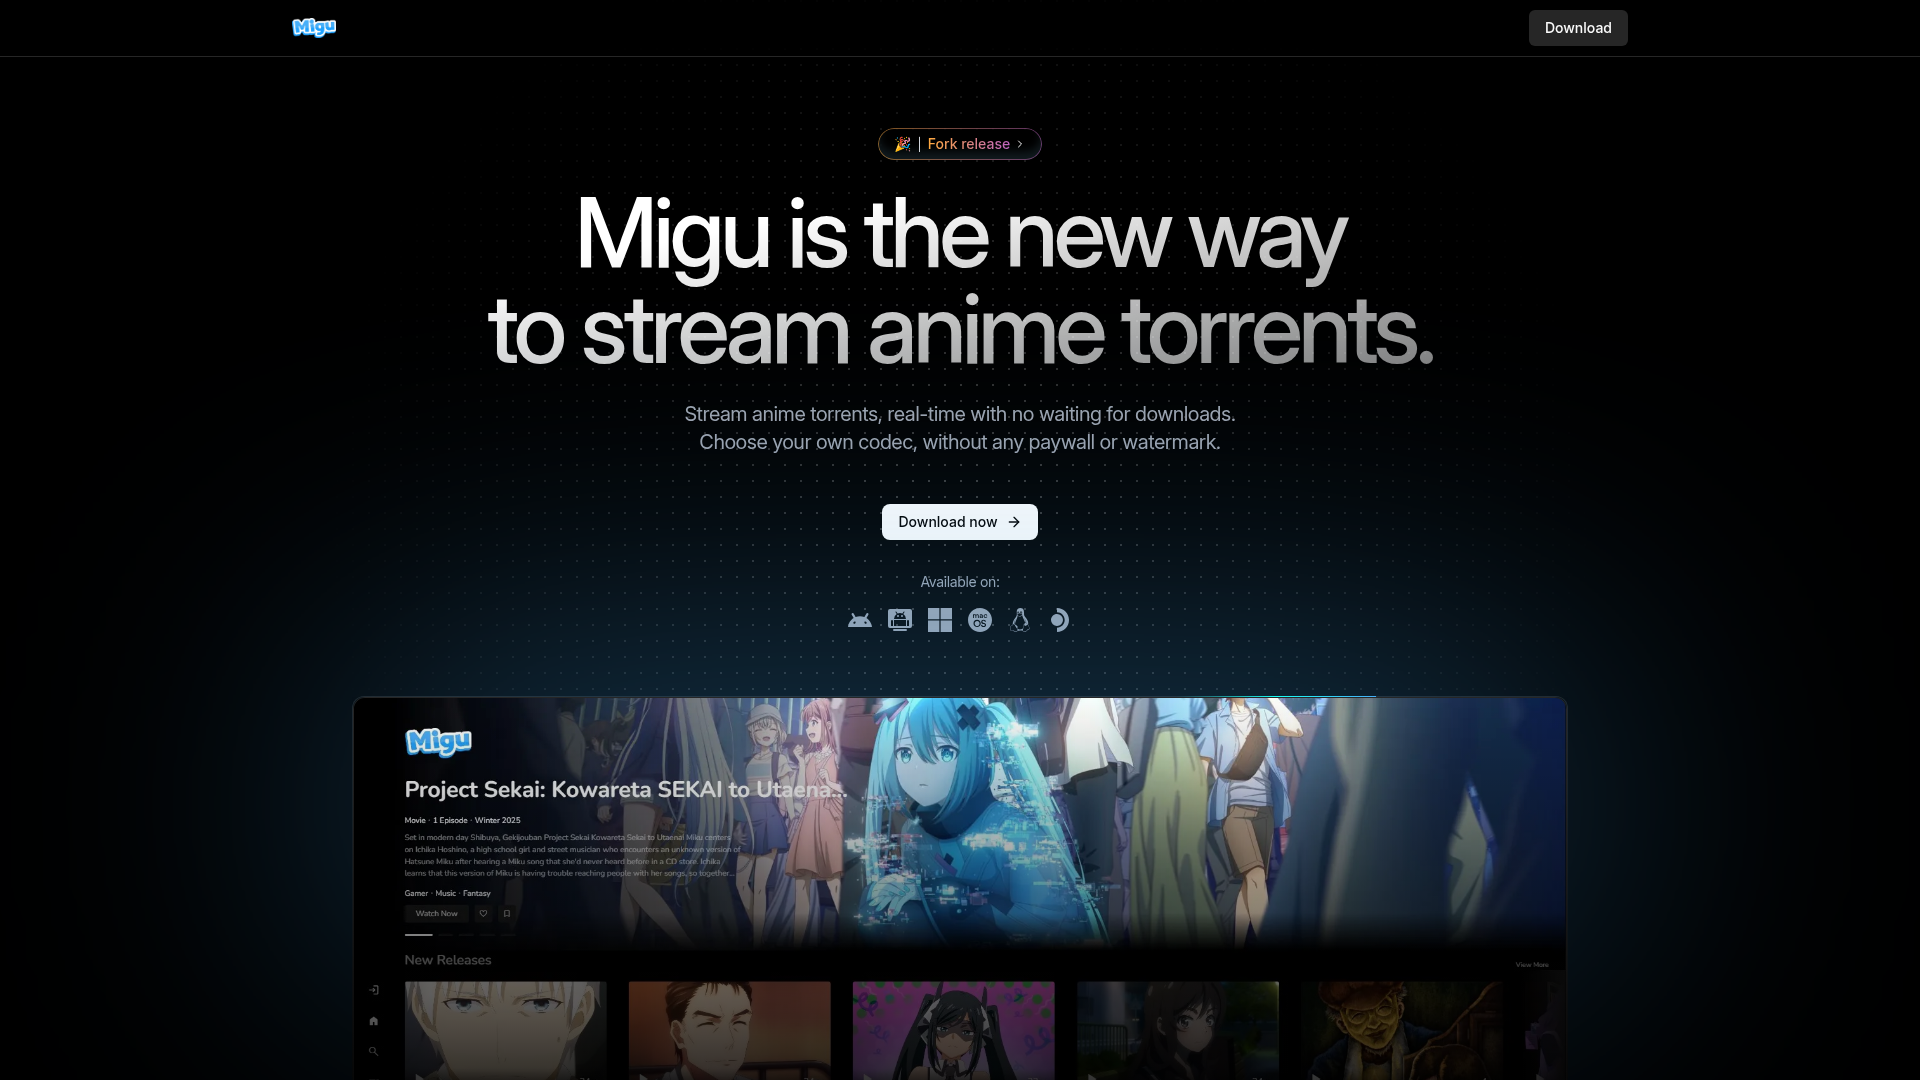 Migu
Download
Fork release
Migu is the new way
to stream anime torrents.
Stream anime torrents, real-time with no waiting for downloads.
Choose your own codec, without any paywall or watermark.
Download now
Available on:
mac
OS
Migu
Project Sekai: Kowareta SEKAI to Utaena...
Movie · 1 Episode · Winter 2025
Set in modern day Shibuya, Gekijouban Project Sekai Kowareta Sekai to Utaenai Miku centers
on Ichika Hoshino, a high school girl and street musician who encounters an unknown version of
Hatsune Miku after hearing a Miku song that she'd never heard before in a CD store. Ichika
learns that this version of Miku is having trouble reaching people with her songs, so together...
Gamer · Music · Fantasy
Watch Now
New Releases
View More